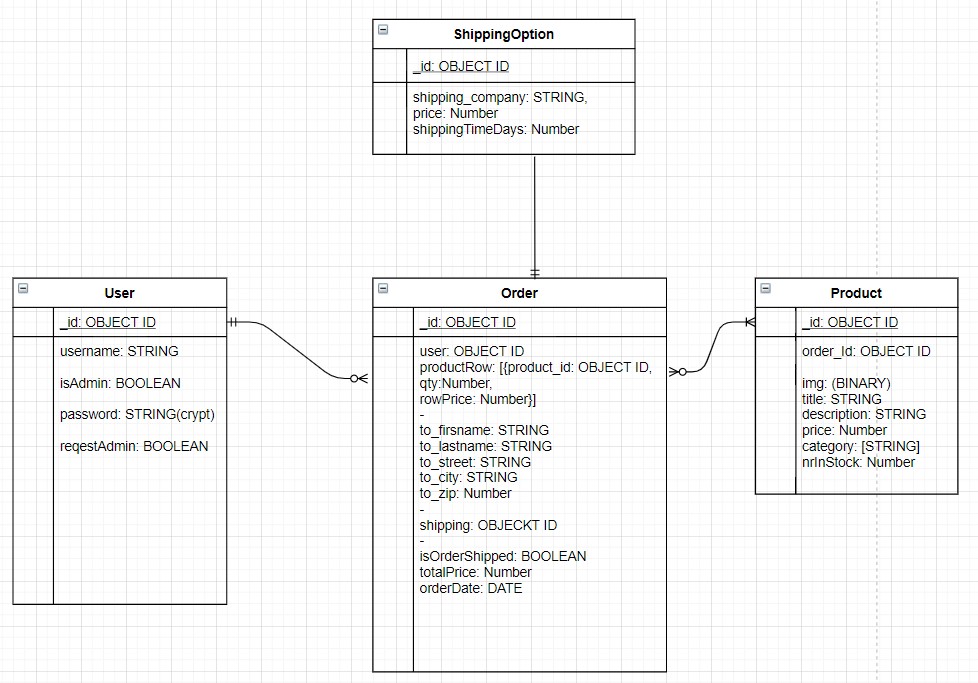 ShippingOption
_id: OBJECT ID
shipping_company: STRING,
price: Number
shippingTimeDays: Number
User
_id: OBJECT ID
username: STRING
isAdmin: BOOLEAN
password: STRING(crypt)
reqestAdmin: BOOLEAN
Order
_id: OBJECT ID
user: OBJECT ID
productRow: [{product_id: OBJECT ID,
qty:Number,
rowPrice: Number}]
-
to_firsname: STRING
to_lastname: STRING
to_street: STRING
to_city: STRING
to_zip: Number
-
shipping: OBJECKT ID
-
isOrderShipped: BOOLEAN
totalPrice: Number
orderDate: DATE
Product
_id: OBJECT ID
order_Id: OBJECT ID
img: (BINARY)
title: STRING
description: STRING
price: Number
category: [STRING]
nrInStock: Number